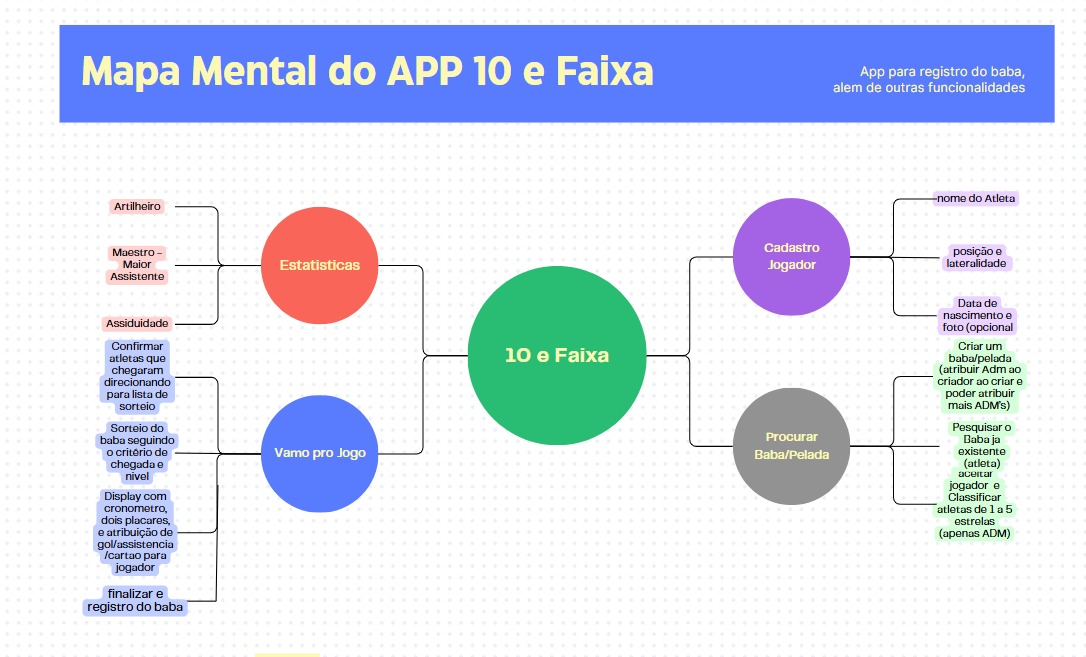 Mapa Mental do APP 10 e Faixa
App para registro do baba,
alem de outras funcionalidades
Artilheiro
Maestro -
Maior
Assistente
Assiduidade
Estatisticas
Confirmar
atletas que
chegaram
direcionando
para lista de
sorteio
Sorteio do
baba seguindo
o critério de
chegada e
nivel
Display com
cronometro,
dois placares,
e atribuição de
gol/assistencia
/cartao para
jogador
finalizar e
registro do baba
Vamo pro Jogo
10 e Faixa
Cadastro
Jogador
nome do Atleta
posição e
lateralidade
Data de
nascimento e
foto (opcional
Procurar
Baba/Pelada
Criar um
baba/pelada
(atribuir Adm ao
criador ao criar e
poder atribuir
mais ADM's)
Pesquisar o
Baba ja
existente
(atleta)
aceitar
jogador e
Classificar
atletas de 1 a 5
estrelas
(apenas ADM)